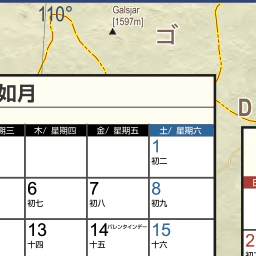 110°
Galsjar
[1597m]
ゴ
D
如月
期三 木/ 星期四 金/ 星期五 土/ 星期六
1
初二
6 7 8
初七 初八 初九
13 14 バレンタインデー 15
十四 十五 十六
日
2